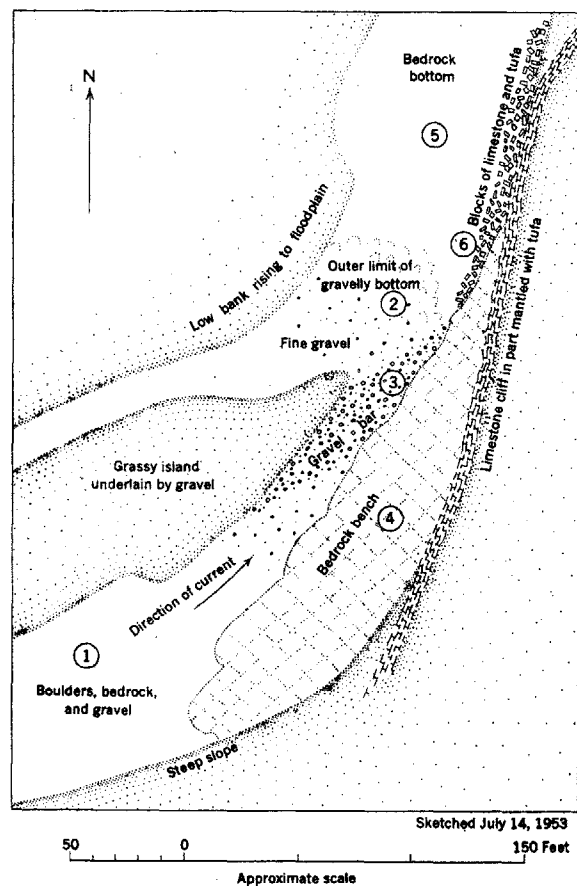 N
Bedrock
bottom
5
Blocks of limestone and tufa
6
Low bank rising to floodplain
Outer limit of
gravelly bottom
2
Limestone cliff in part mantled with tufa
Fine gravel
3
Gravel bar
Grassy island
underlain by gravel
4
Bedrock bench
Direction of current
1
Boulders, bedrock,
and gravel
Steep slope
Sketched July 14, 1953
50 0 150 Feet
Approximate scale